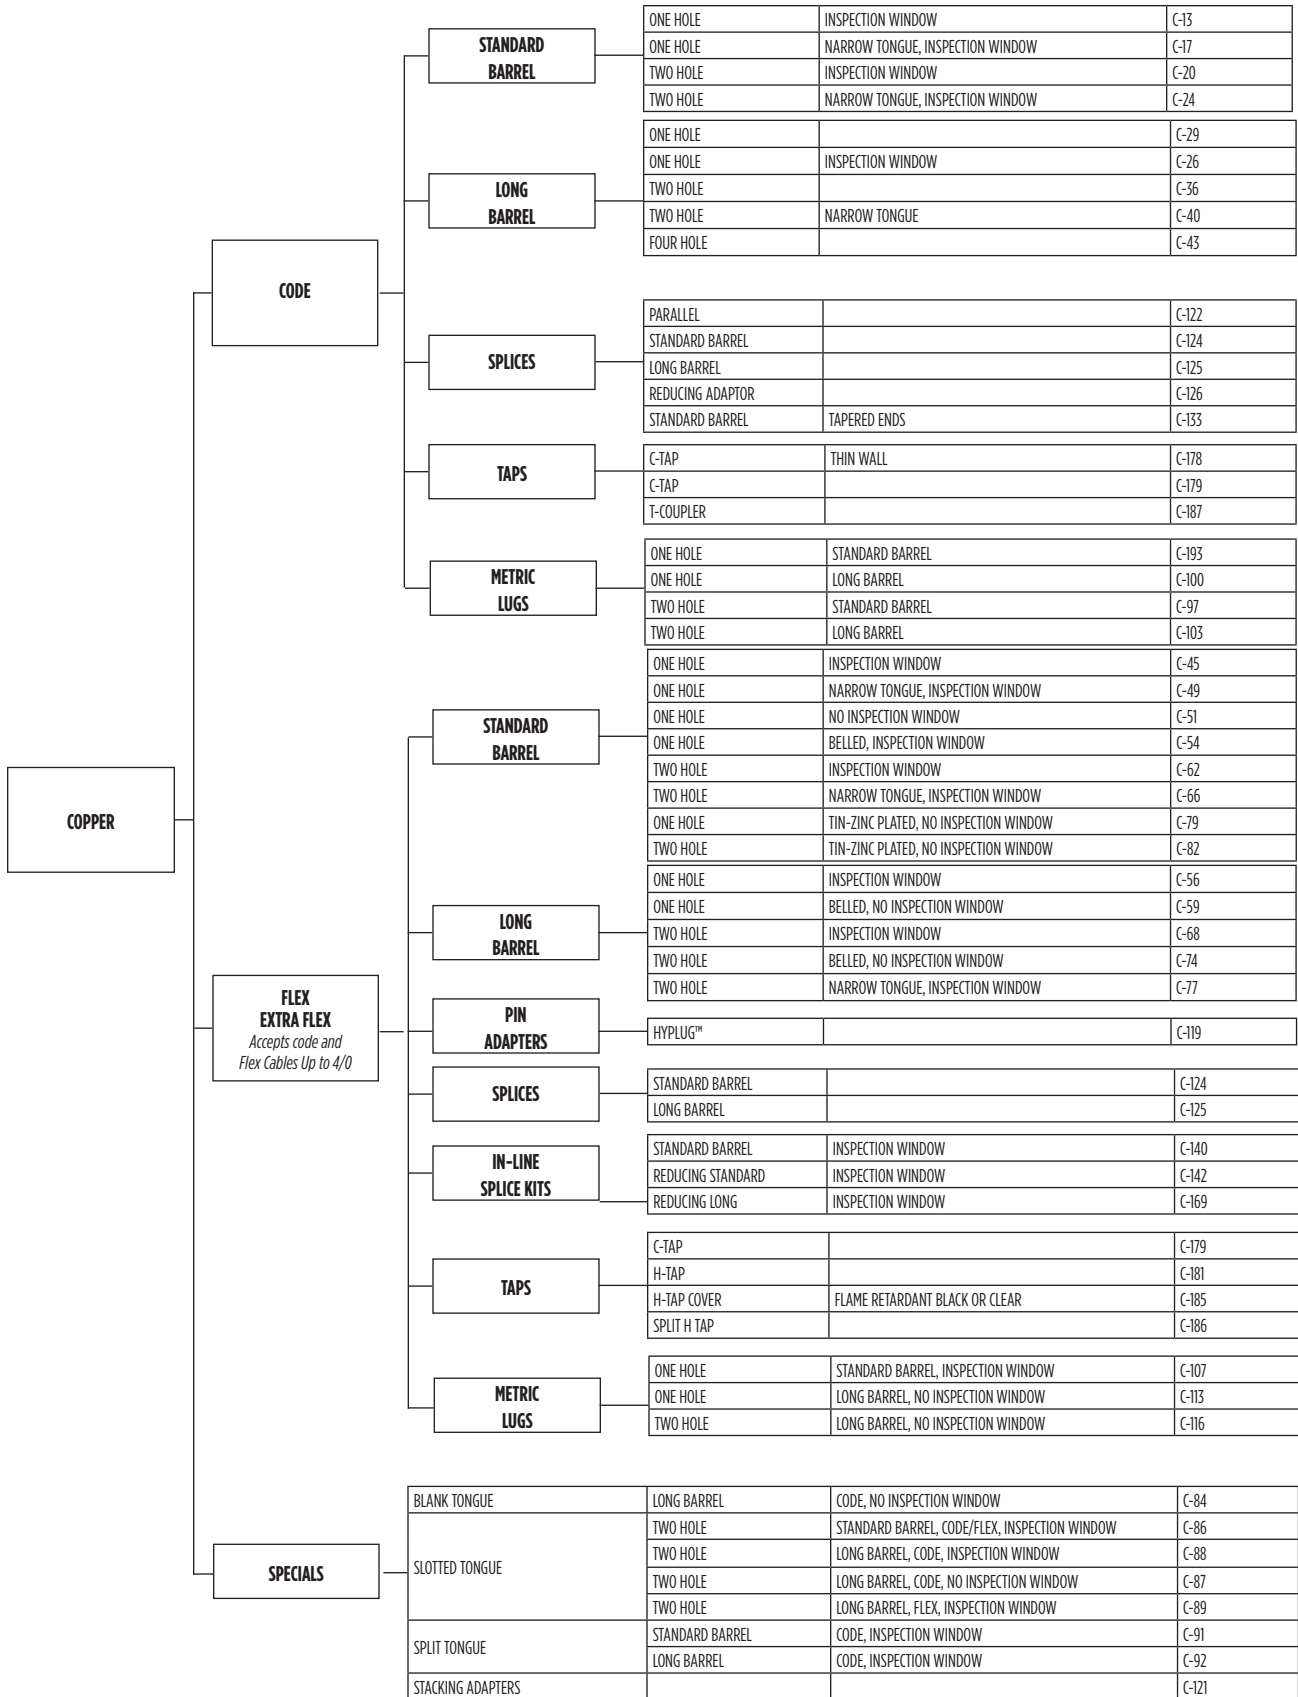 COPPER
CODE
STANDARD
BARREL
ONE HOLE INSPECTION WINDOW C-13
ONE HOLE NARROW TONGUE, INSPECTION WINDOW C-17
TWO HOLE INSPECTION WINDOW C-20
TWO HOLE NARROW TONGUE, INSPECTION WINDOW C-24
LONG
BARREL
ONE HOLE C-29
ONE HOLE INSPECTION WINDOW C-26
TWO HOLE C-36
TWO HOLE NARROW TONGUE C-40
FOUR HOLE C-43
SPLICES
PARALLEL C-122
STANDARD BARREL C-124
LONG BARREL C-125
REDUCING ADAPTOR C-126
STANDARD BARREL TAPERED ENDS C-133
TAPS
C-TAP THIN WALL C-178
C-TAP C-179
T-COUPLER C-187
METRIC
LUGS
ONE HOLE STANDARD BARREL C-193
ONE HOLE LONG BARREL C-100
TWO HOLE STANDARD BARREL C-97
TWO HOLE LONG BARREL C-103
FLEX
EXTRA FLEX
Accepts code and
Flex Cables Up to 4/0
STANDARD
BARREL
ONE HOLE INSPECTION WINDOW C-45
ONE HOLE NARROW TONGUE, INSPECTION WINDOW C-49
ONE HOLE NO INSPECTION WINDOW C-51
ONE HOLE BELLED, INSPECTION WINDOW C-54
TWO HOLE INSPECTION WINDOW C-62
TWO HOLE NARROW TONGUE, INSPECTION WINDOW C-66
ONE HOLE TIN-ZINC PLATED, NO INSPECTION WINDOW C-79
TWO HOLE TIN-ZINC PLATED, NO INSPECTION WINDOW C-82
LONG
BARREL
ONE HOLE INSPECTION WINDOW C-56
ONE HOLE BELLED, NO INSPECTION WINDOW C-59
TWO HOLE INSPECTION WINDOW C-68
TWO HOLE BELLED, NO INSPECTION WINDOW C-74
TWO HOLE NARROW TONGUE, INSPECTION WINDOW C-77
PIN
ADAPTERS
HYPLUG™ C-119
SPLICES
STANDARD BARREL C-124
LONG BARREL C-125
IN-LINE
SPLICE KITS
STANDARD BARREL INSPECTION WINDOW C-140
REDUCING STANDARD INSPECTION WINDOW C-142
REDUCING LONG INSPECTION WINDOW C-169
TAPS
C-TAP C-179
H-TAP C-181
H-TAP COVER FLAME RETARDANT BLACK OR CLEAR C-185
SPLIT H TAP C-186
METRIC
LUGS
ONE HOLE STANDARD BARREL, INSPECTION WINDOW C-107
ONE HOLE LONG BARREL, NO INSPECTION WINDOW C-113
TWO HOLE LONG BARREL, NO INSPECTION WINDOW C-116
SPECIALS
BLANK TONGUE LONG BARREL CODE, NO INSPECTION WINDOW C-84
SLOTTED TONGUE
TWO HOLE STANDARD BARREL, CODE/FLEX, INSPECTION WINDOW C-86
TWO HOLE LONG BARREL, CODE, INSPECTION WINDOW C-88
TWO HOLE LONG BARREL, CODE, NO INSPECTION WINDOW C-87
TWO HOLE LONG BARREL, FLEX, INSPECTION WINDOW C-89
SPLIT TONGUE
STANDARD BARREL CODE, INSPECTION WINDOW C-91
LONG BARREL CODE, INSPECTION WINDOW C-92
STACKING ADAPTERS C-121